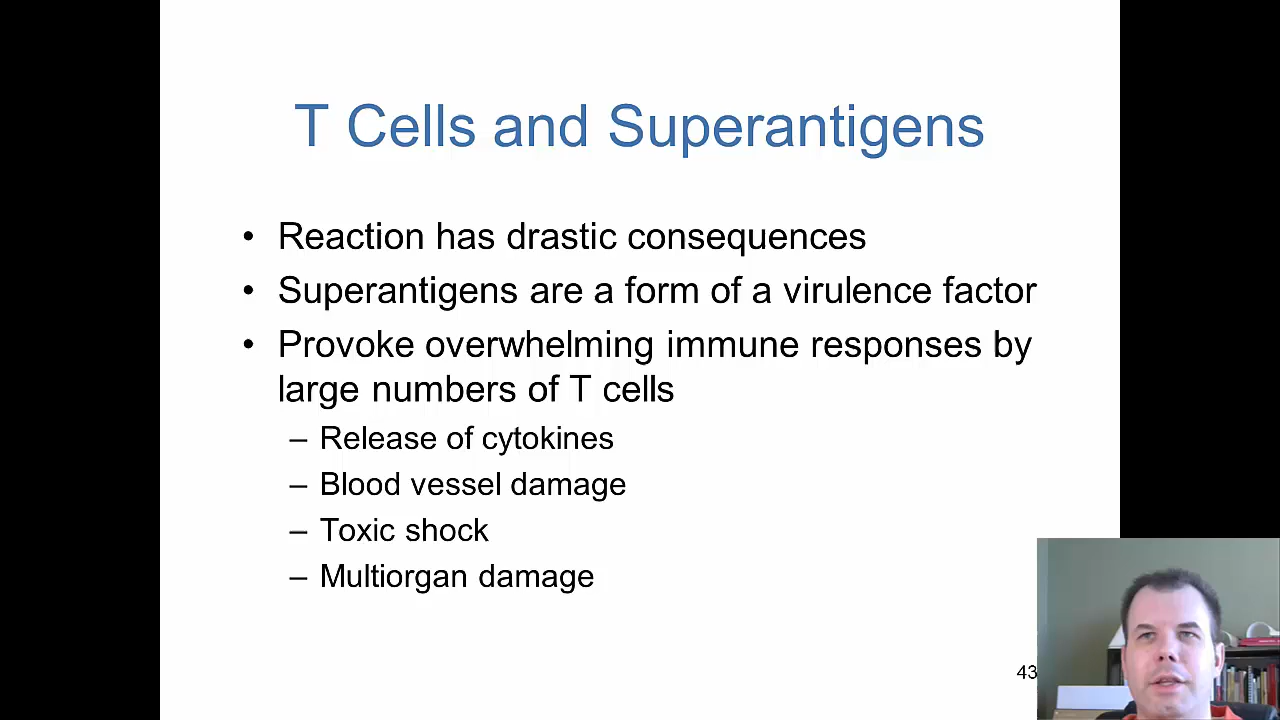 T Cells and Superantigens
• Reaction has drastic consequences
• Superantigens are a form of a virulence factor
• Provoke overwhelming immune responses by
large numbers of T cells
– Release of cytokines
– Blood vessel damage
– Toxic shock
– Multiorgan damage
43